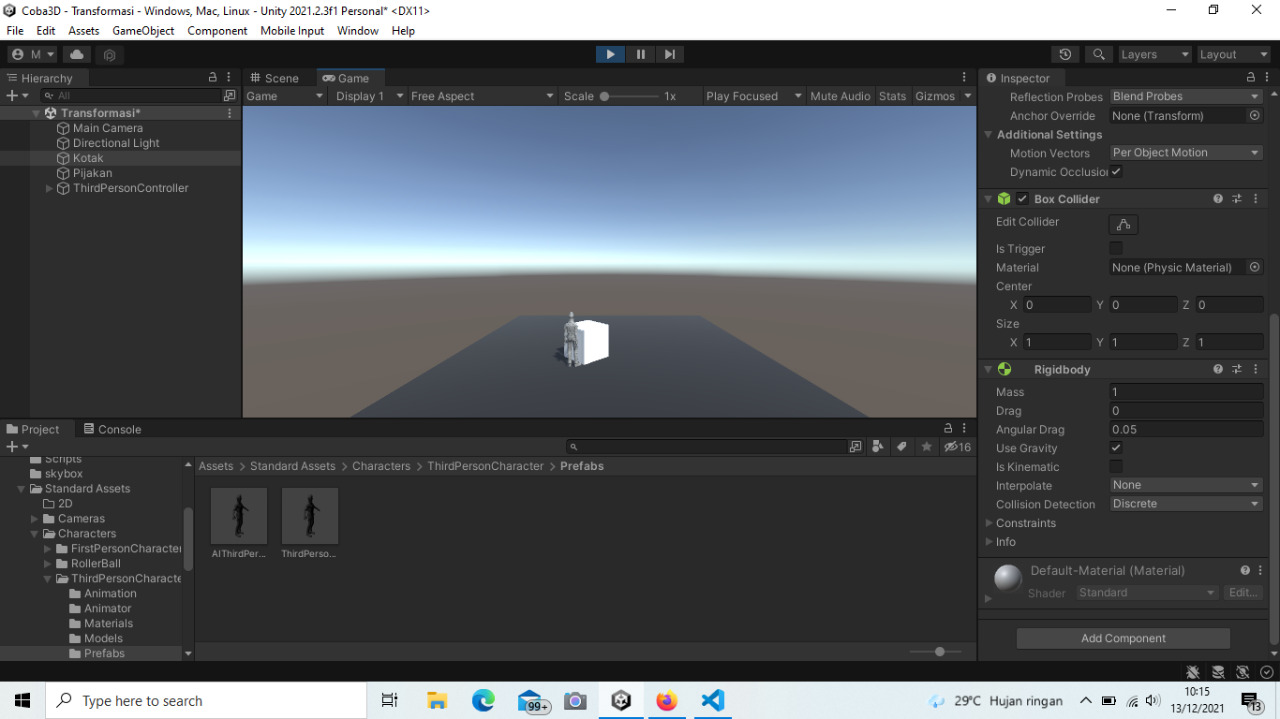 Coba3D - Transformasi - Windows, Mac, Linux - Unity 2021.2.3f1 Personal* <DX11>
File Edit Assets GameObject Component Mobile Input Window Help
M Layers Layout
Hierarchy
All
Transformasi*
Main Camera
Directional Light
Kotak
Pijakan
ThirdPersonController
Scene Game
Game Display 1 Free Aspect Scale 1x Play Focused Mute Audio Stats Gizmos
Inspector
Reflection Probes Blend Probes
Anchor Override None (Transform)
Additional Settings
Motion Vectors Per Object Motion
Dynamic Occlusion
Box Collider
Edit Collider
Is Trigger
Material None (Physic Material)
Center
X 0 Y 0 Z 0
Size
X 1 Y 1 Z 1
Rigidbody
Mass 1
Drag 0
Angular Drag 0.05
Use Gravity
Is Kinematic
Interpolate None
Collision Detection Discrete
Constraints
Info
Default-Material (Material)
Shader Standard Edit...
Add Component
Project Console
16
Scripts
skybox
Standard Assets
2D
Cameras
Characters
FirstPersonCharacter
RollerBall
ThirdPersonCharacte
Animation
Animator
Materials
Models
Prefabs
Assets > Standard Assets > Characters > ThirdPersonCharacter > Prefabs
AIThirdPer... ThirdPerso...
Type here to search
99+
29°C Hujan ringan
10:15
13/12/2021
13